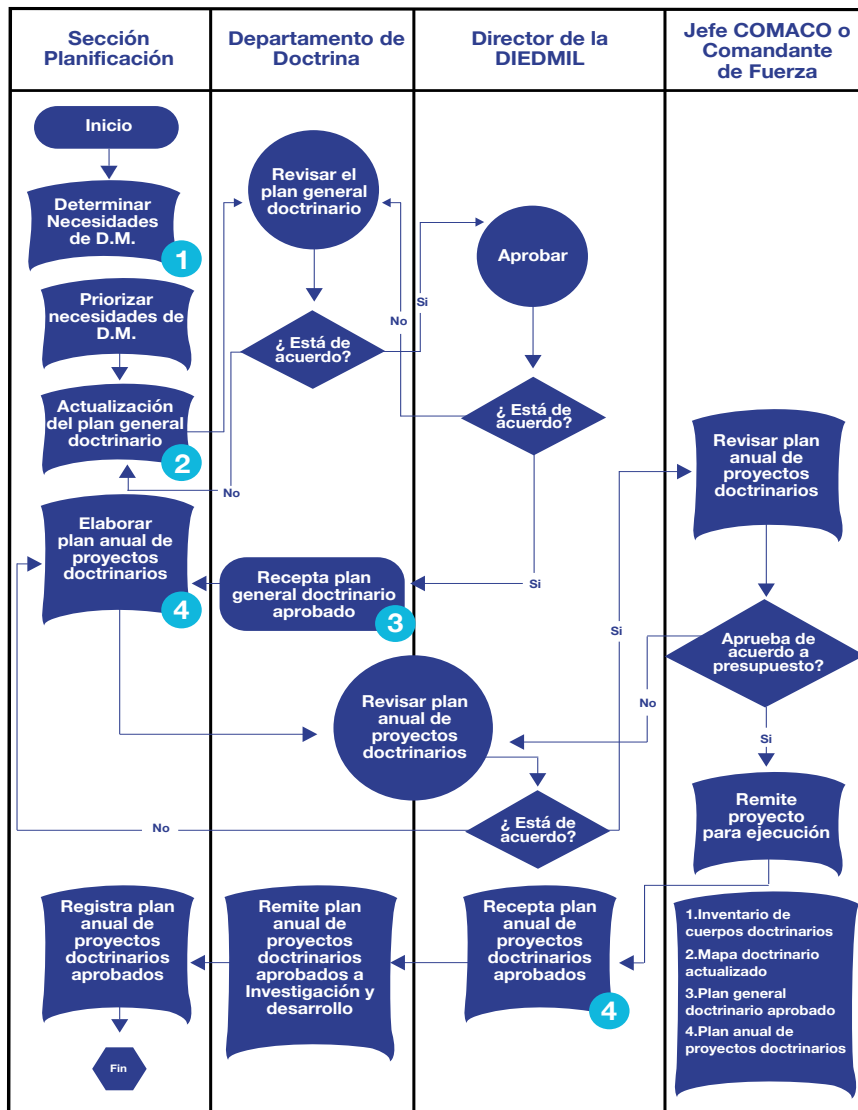 Sección
Planificación
Departamento de
Doctrina
Director de la
DIEDMIL
Jefe COMACO o
Comandante
de Fuerza
Inicio
Determinar
Necesidades
de D.M.
1
Priorizar
necesidades de
D.M.
Actualización
del plan general
doctrinario
2
Elaborar
plan anual de
proyectos
doctrinarios
4
Revisar el
plan general
doctrinario
¿ Está de
acuerdo?
Si
No
No
Aprobar
¿ Está de
acuerdo?
Si
Recepta plan
general doctrinario
aprobado
3
Revisar plan
anual de
proyectos
doctrinarios
¿ Está de
acuerdo?
No
Si
Revisar plan
anual de
proyectos
doctrinarios
Aprueba de
acuerdo a
presupuesto?
No
Si
Remite
proyecto
para ejecución
Recepta plan
anual de
proyectos
doctrinarios
aprobados
4
Remite plan
anual de
proyectos
doctrinarios
aprobados a
Investigación y
desarrollo
Registra plan
anual de
proyectos
doctrinarios
aprobados
Fin
1.Inventario de
cuerpos doctrinarios
2.Mapa doctrinario
actualizado
3.Plan general
doctrinario aprobado
4.Plan anual de
proyectos doctrinarios